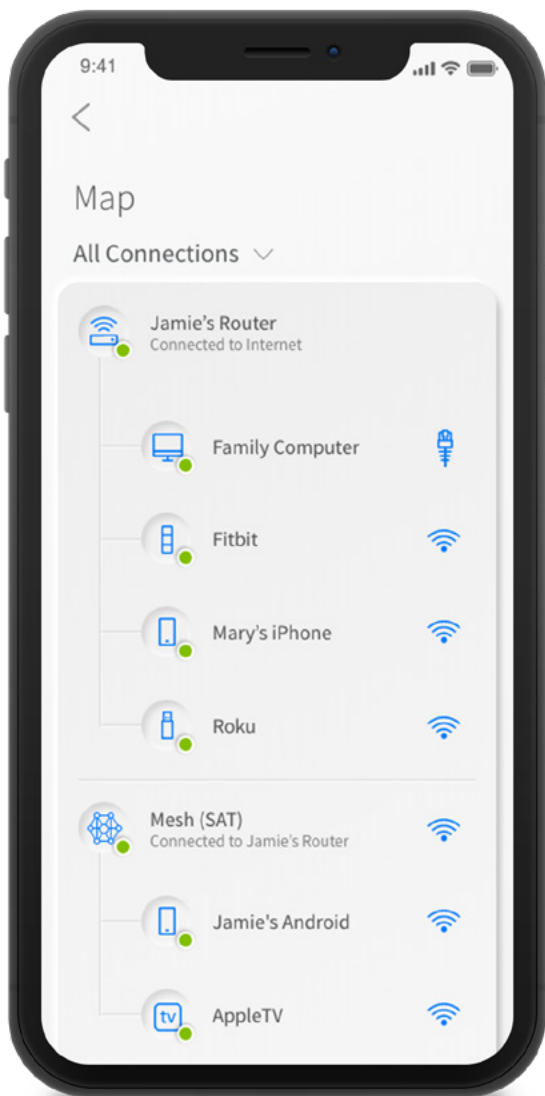 9:41
Map
All Connections
Jamie's Router
Connected to Internet
Family Computer
Fitbit
Mary's iPhone
Roku
Mesh (SAT)
Connected to Jamie's Router
Jamie's Android
tv
AppleTV